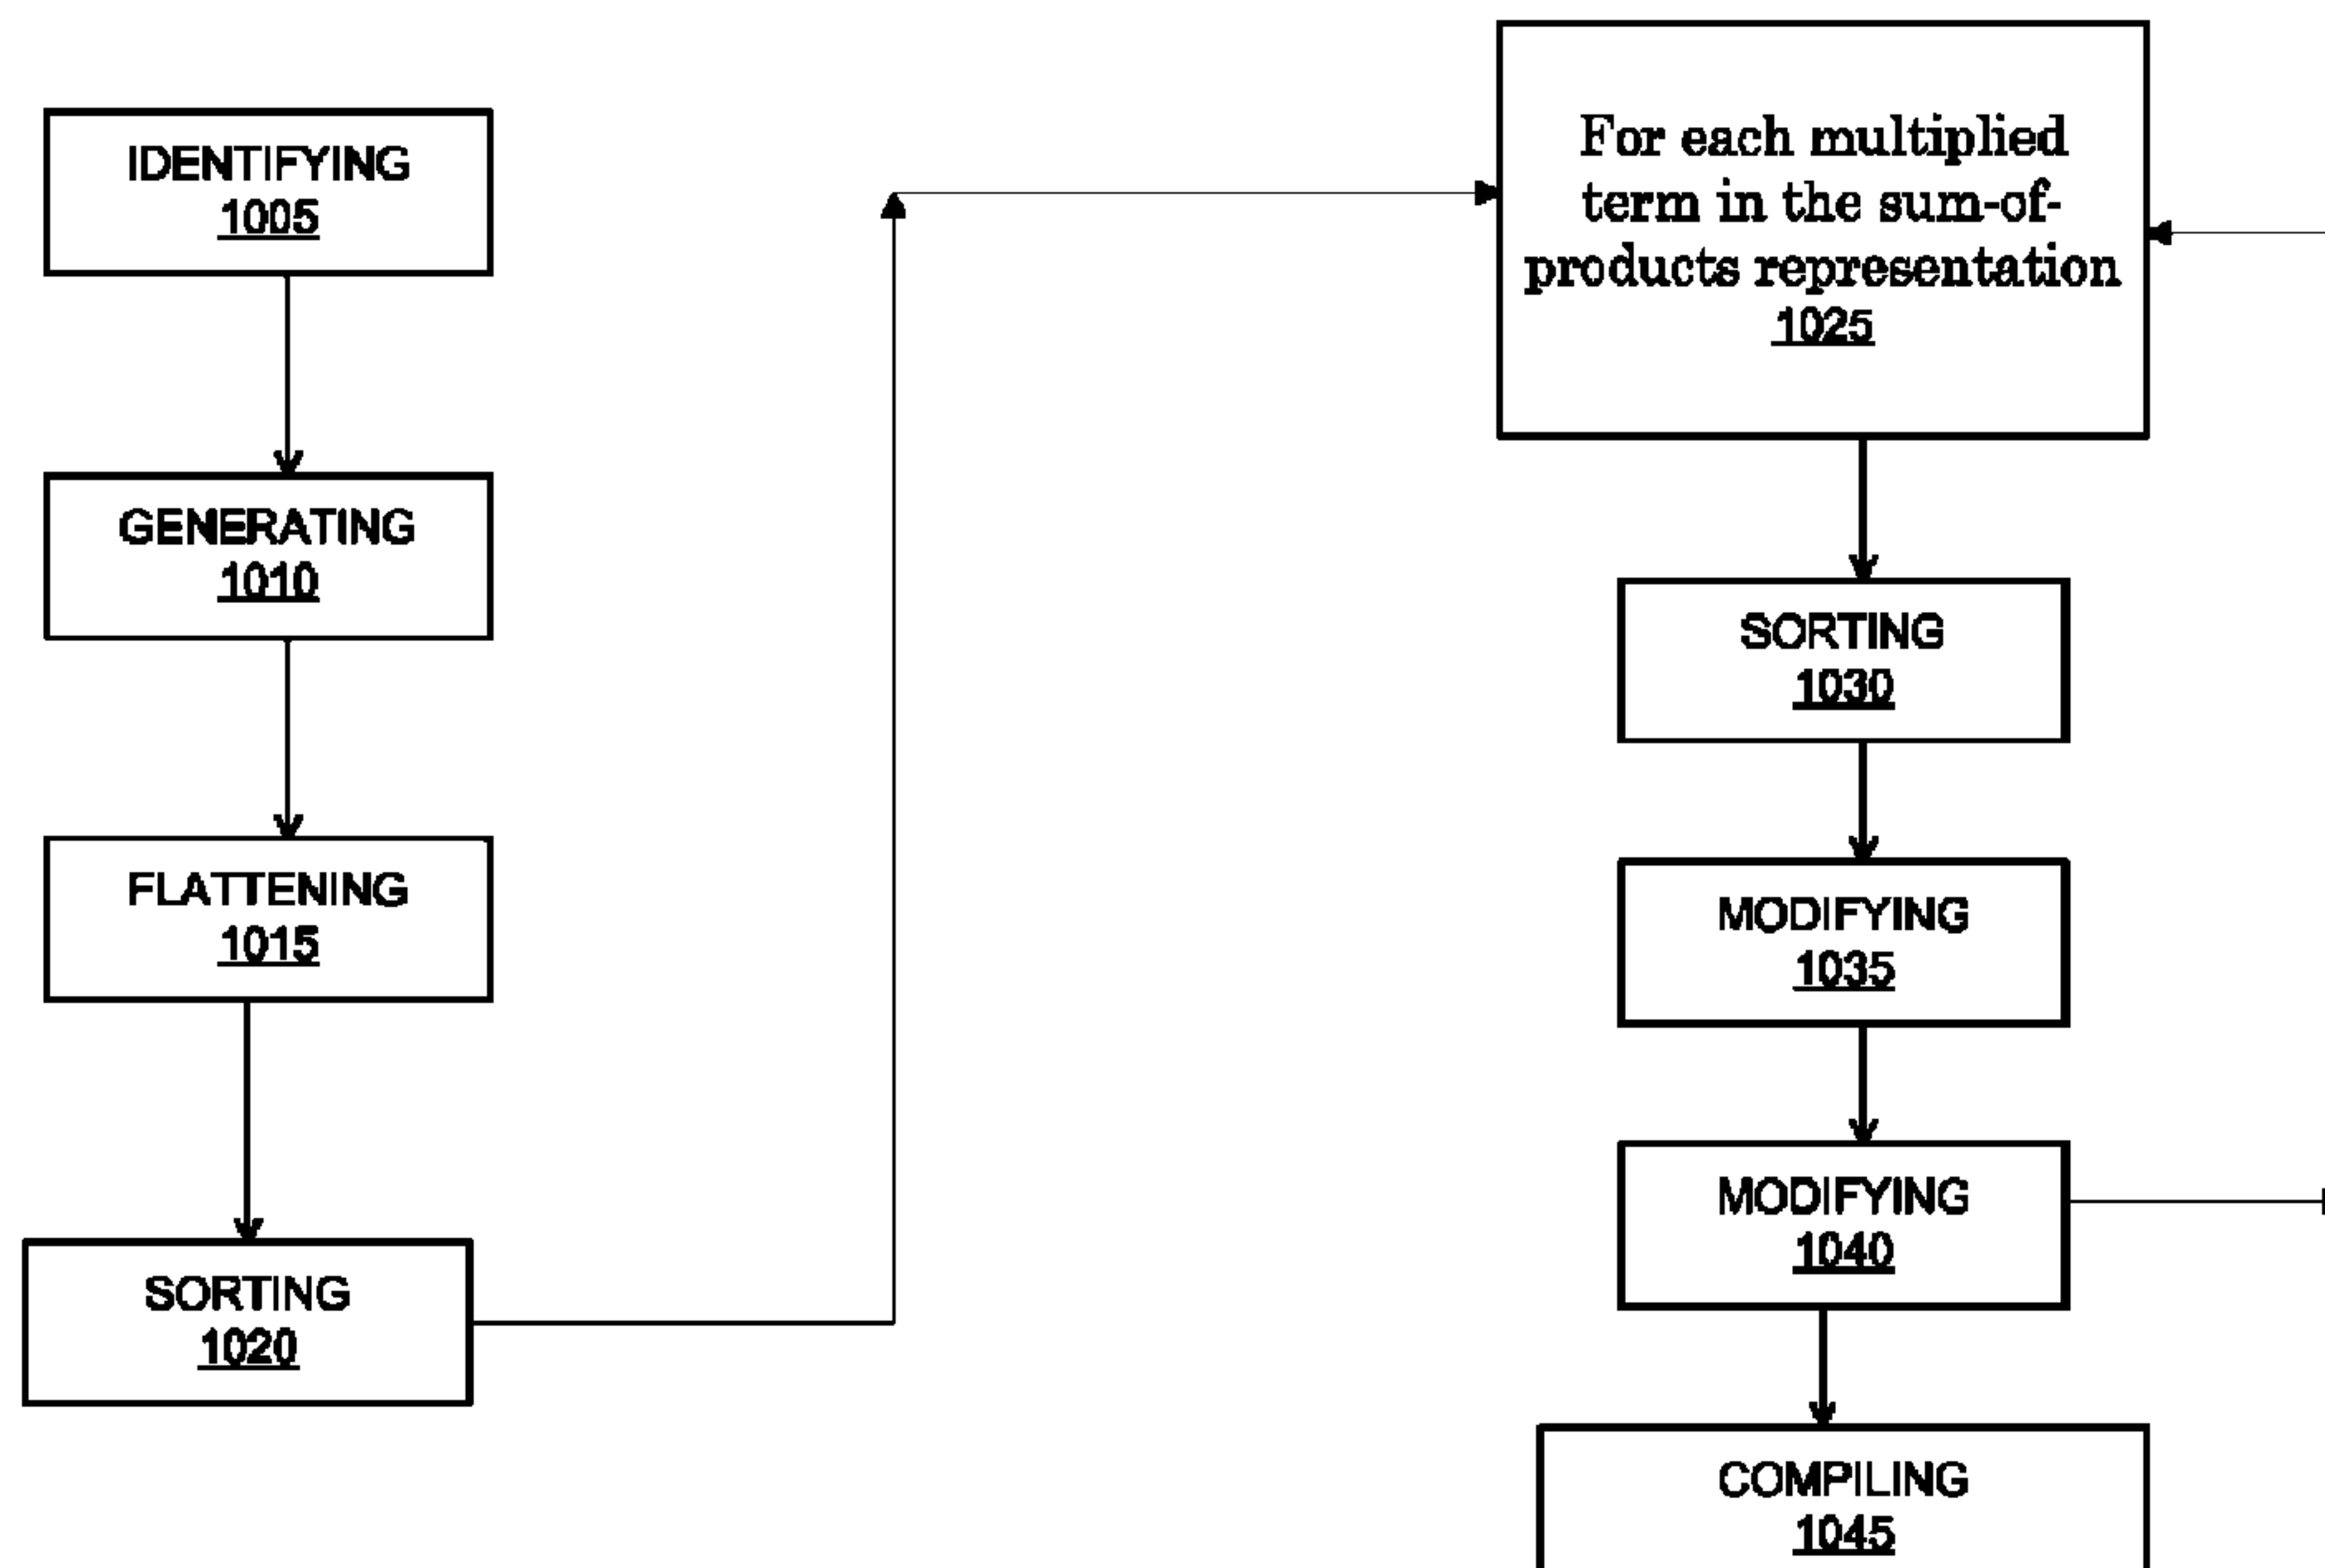 IDENTIFYING
1005
GENERATING
1010
FLATTENING
1015
SORTING
1020
For each multiplied
term in the sum-of-
products representation
1025
SORTING
1030
MODIFYING
1035
MODIFYING
1040
COMPILING
1045